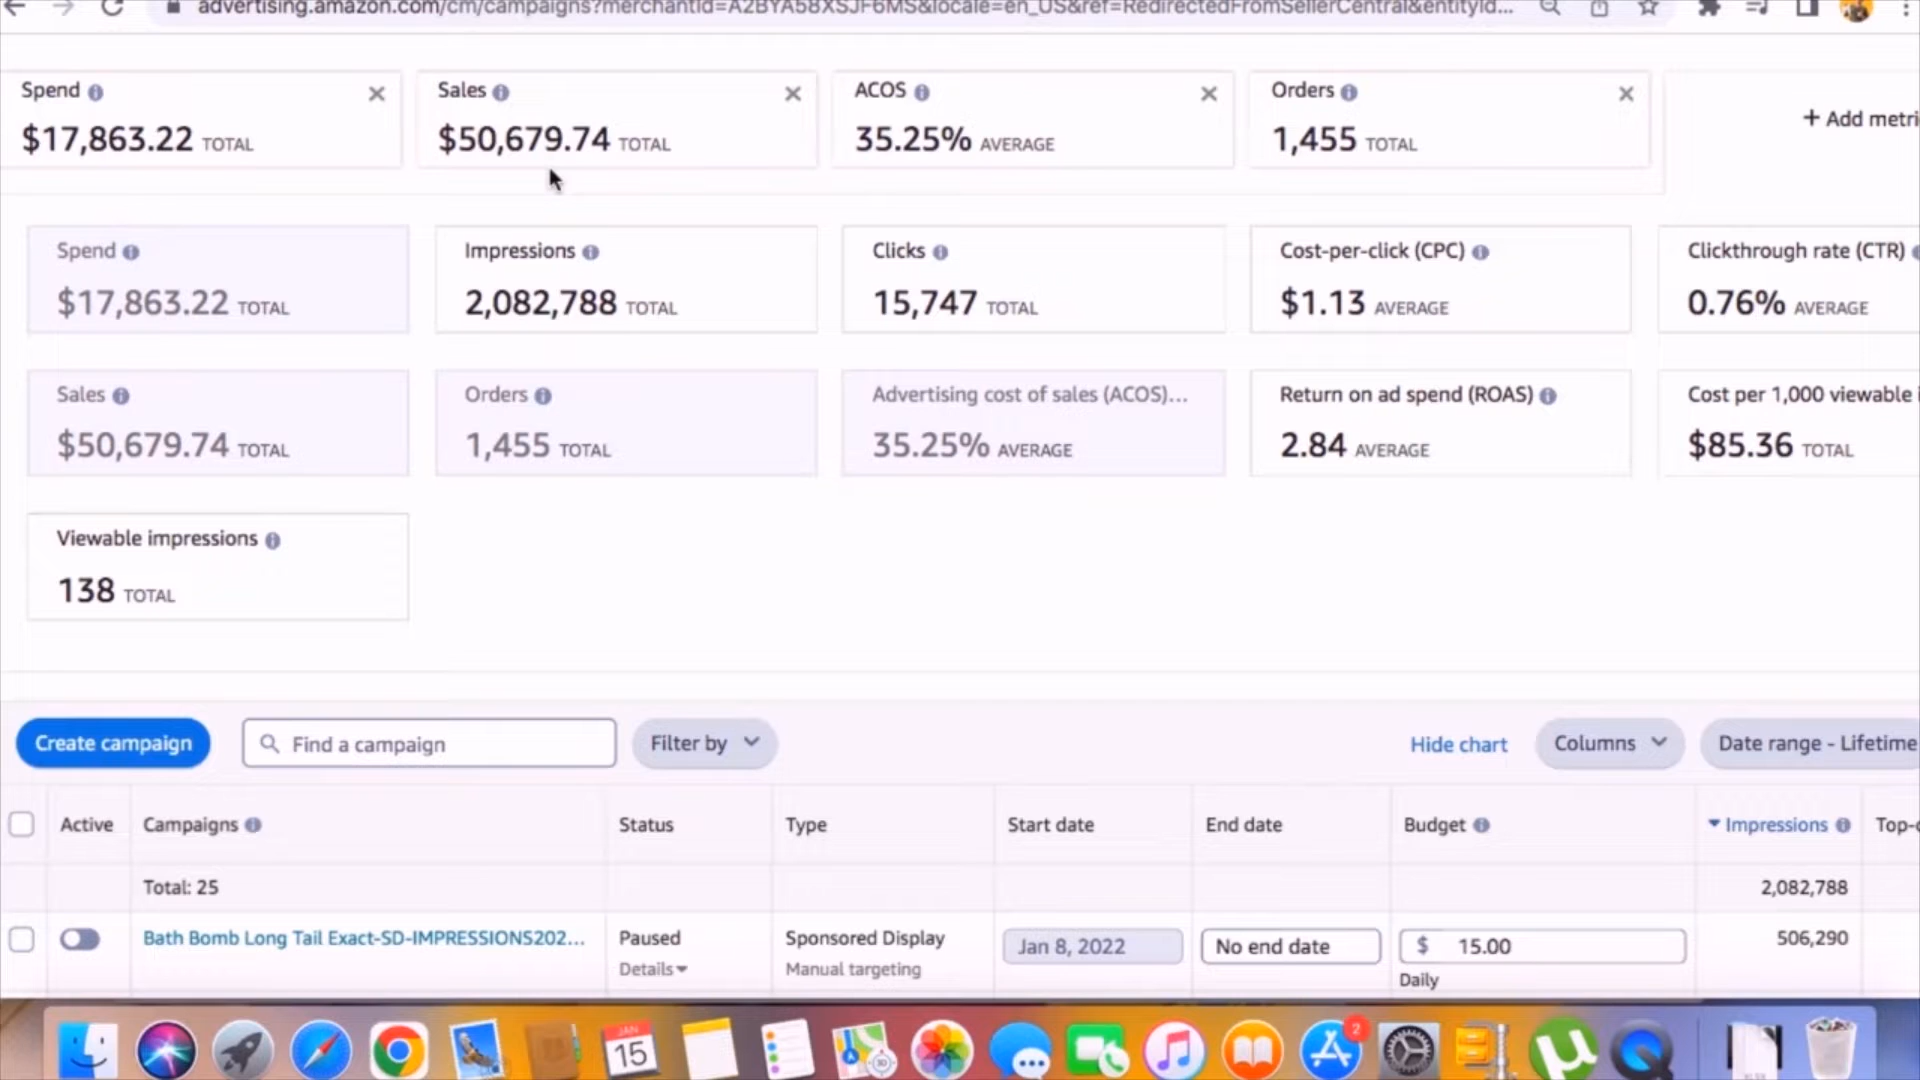 advertising.amazon.com/cm/campaigns?merchantId=A2BYA58XSJF6MS&locale=en_US&ref=RedirectedFromSellerCentral&entityId...
Spend Sales ACOS Orders
$17,863.22 TOTAL $50,679.74 TOTAL 35.25% AVERAGE 1,455 TOTAL + Add metri
Spend Impressions Clicks Cost-per-click (CPC) Clickthrough rate (CTR)
$17,863.22 TOTAL 2,082,788 TOTAL 15,747 TOTAL $1.13 AVERAGE 0.76% AVERAGE
Sales Orders Advertising cost of sales (ACOS)... Return on ad spend (ROAS) Cost per 1,000 viewable i
$50,679.74 TOTAL 1,455 TOTAL 35.25% AVERAGE 2.84 AVERAGE $85.36 TOTAL
Viewable impressions
138 TOTAL
Create campaign Find a campaign Filter by Hide chart Columns Date range - Lifetime
Active Campaigns Status Type Start date End date Budget Impressions Top-
Total: 25 2,082,788
Bath Bomb Long Tail Exact-SD-IMPRESSIONS202... Paused Sponsored Display Jan 8, 2022 No end date $ 15.00 506,290
Details Manual targeting Daily
JAN
15
2